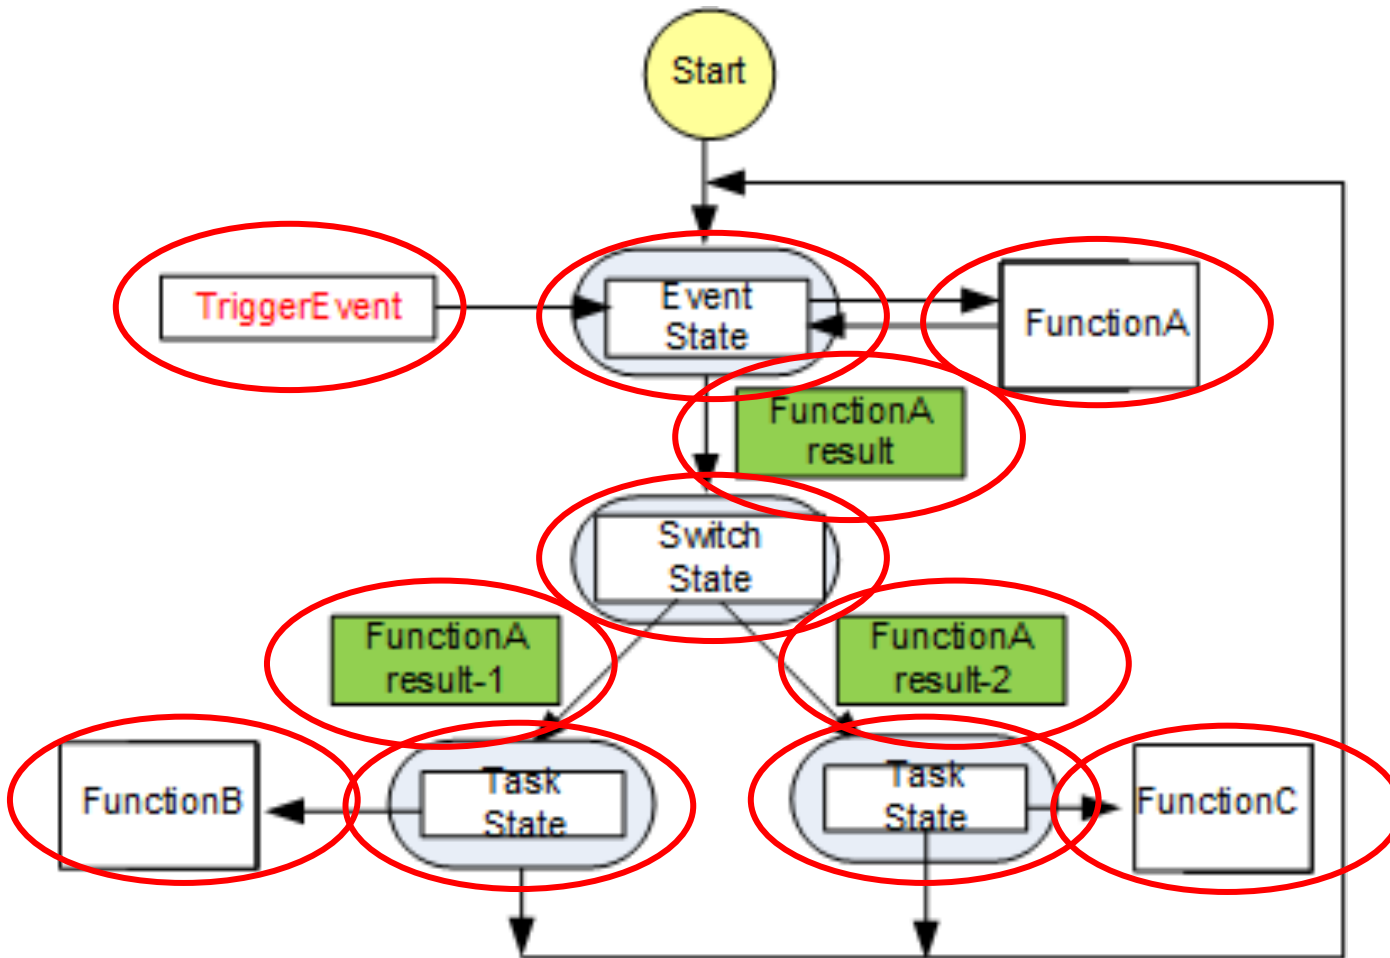 Start
TriggerEvent
Event
State
FunctionA
FunctionA
result
Switch
State
FunctionA
result-1
FunctionA
result-2
FunctionB
Task
State
Task
State
FunctionC